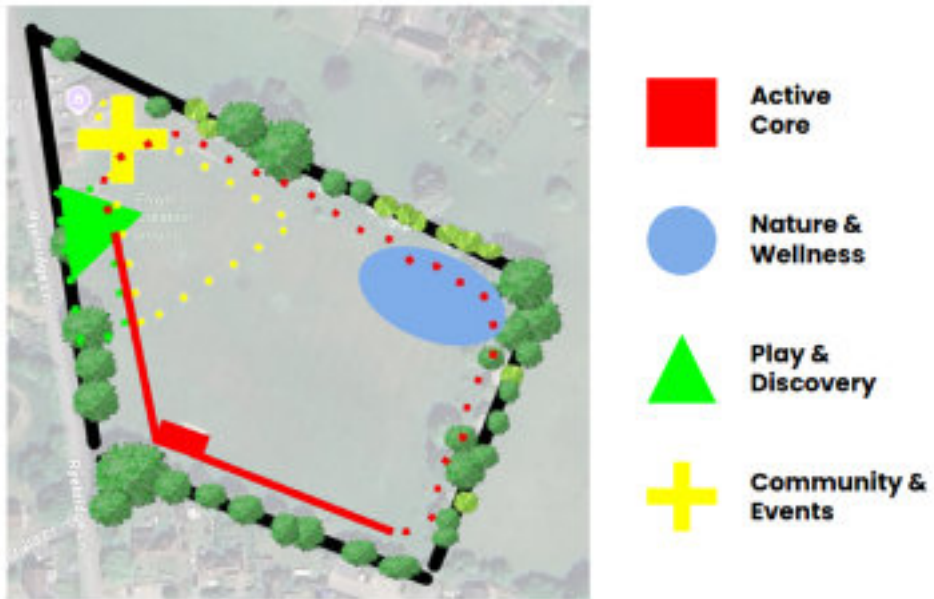 Active
Core
Nature &
Wellness
Play &
Discovery
Community &
Events